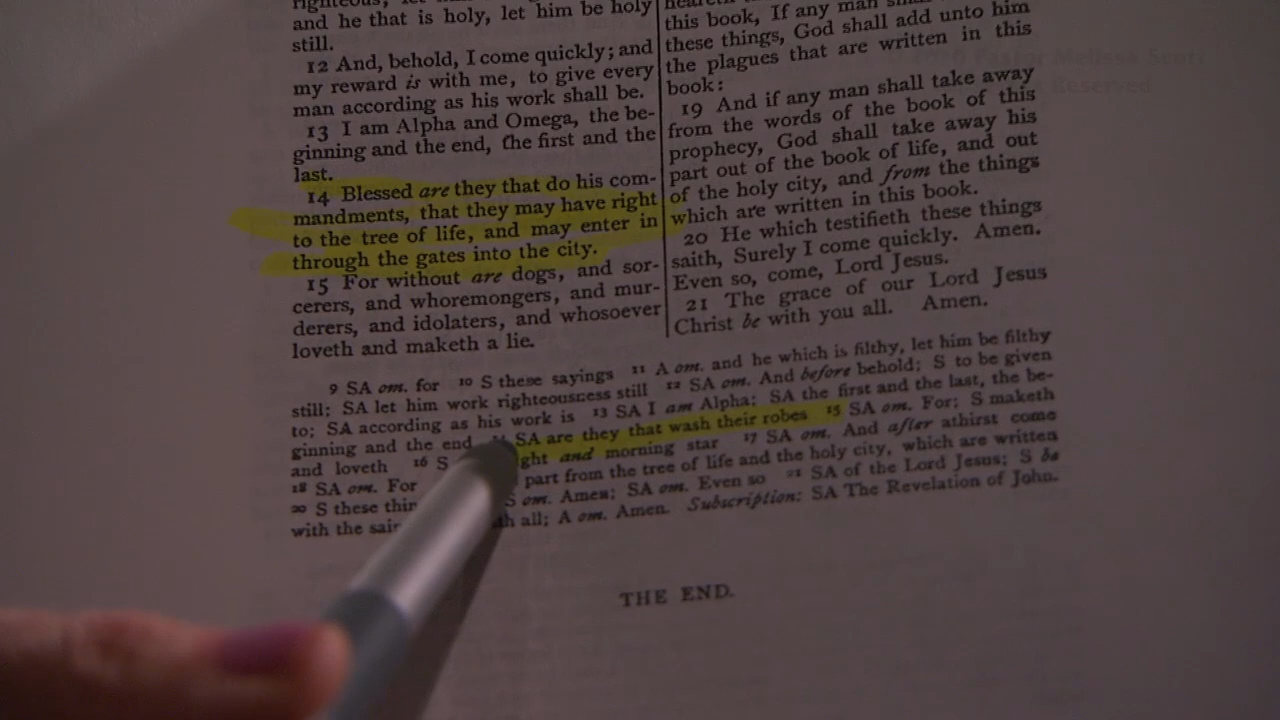 righteous, let him
and he that is holy, let him be holy
still.
12 And, behold, I come quickly; and
my reward is with me, to give every
man according as his work shall be.
13 I am Alpha and Omega, the be-
ginning and the end, the first and the
last.
14 Blessed are they that do his com-
mandments, that they may have right
to the tree of life, and may enter in
through the gates into the city.
15 For without are dogs, and sor-
cerers, and whoremongers, and mur-
derers, and idolaters, and whosoever
loveth and maketh a lie.
heareth
this book, If any man shall
these things, God shall add unto him
the plagues that are written in this
book:
19 And if any man shall take away
from the words of the book of this
prophecy, God shall take away his
part out of the book of life, and out
of the holy city, and from the things
which are written in this book.
20 He which testifieth these things
saith, Surely I come quickly. Amen.
Even so, come, Lord Jesus.
21 The grace of our Lord Jesus
Christ be with you all. Amen.
9 SA om. for 10 S these sayings 11 A om. and he which is filthy, let him be filthy
still; SA let him work righteousness still 12 SA om. And before behold; S to be given
to; SA according as his work is 13 SA I am Alpha; SA the first and the last, the be-
ginning and the end SA are they that wash their robes 15 SA om. For; S maketh
and loveth 16 S ght and morning star 17 SA om. And after athirst come
18 SA om. For part from the tree of life and the holy city, which are written
20 S these thin S om. Amen; SA om. Even so 21 SA of the Lord Jesus; S be
with the sain th all; A om. Amen. Subscription: SA The Revelation of John.
THE END.
Pastor Melissa Scott
Reserved